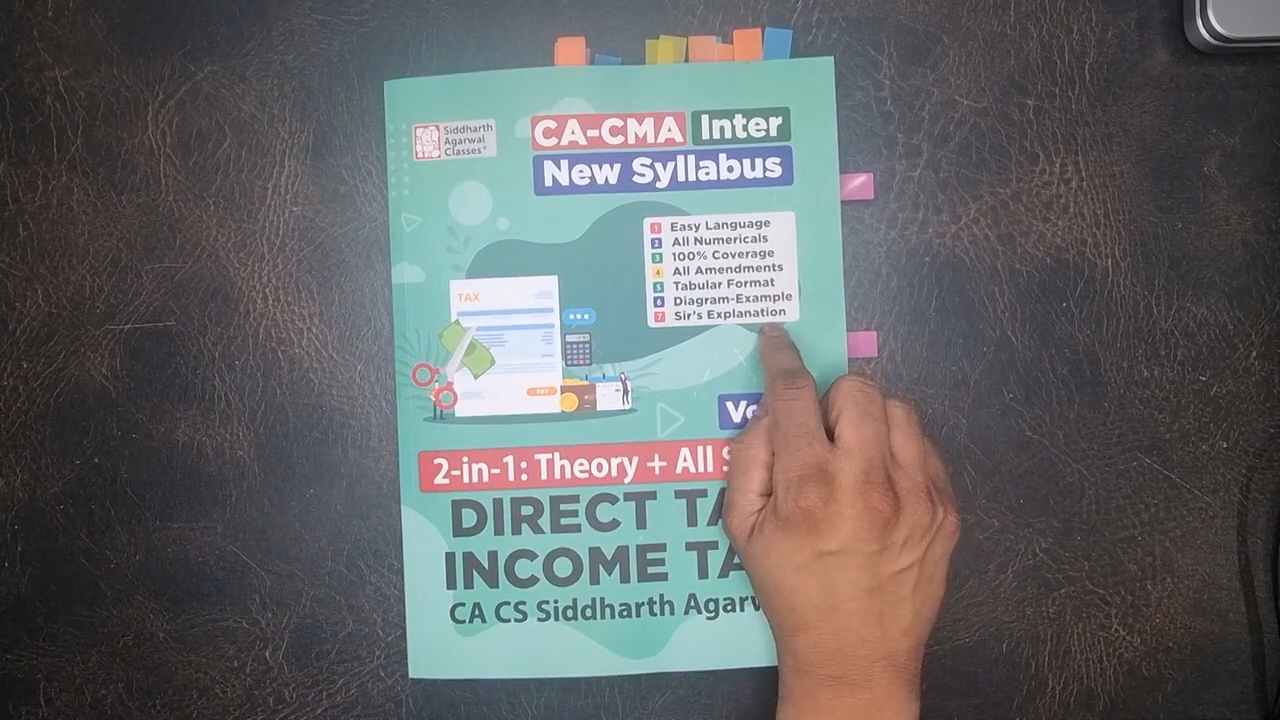 Siddharth
Agarwal
Classes®
CA-CMA Inter
New Syllabus
1 Easy Language
2 All Numericals
3 100% Coverage
4 All Amendments
5 Tabular Format
6 Diagram-Example
7 Sir's Explanation
TAX
2-in-1: Theory + All
DIRECT
INCOME
CA CS Siddharth